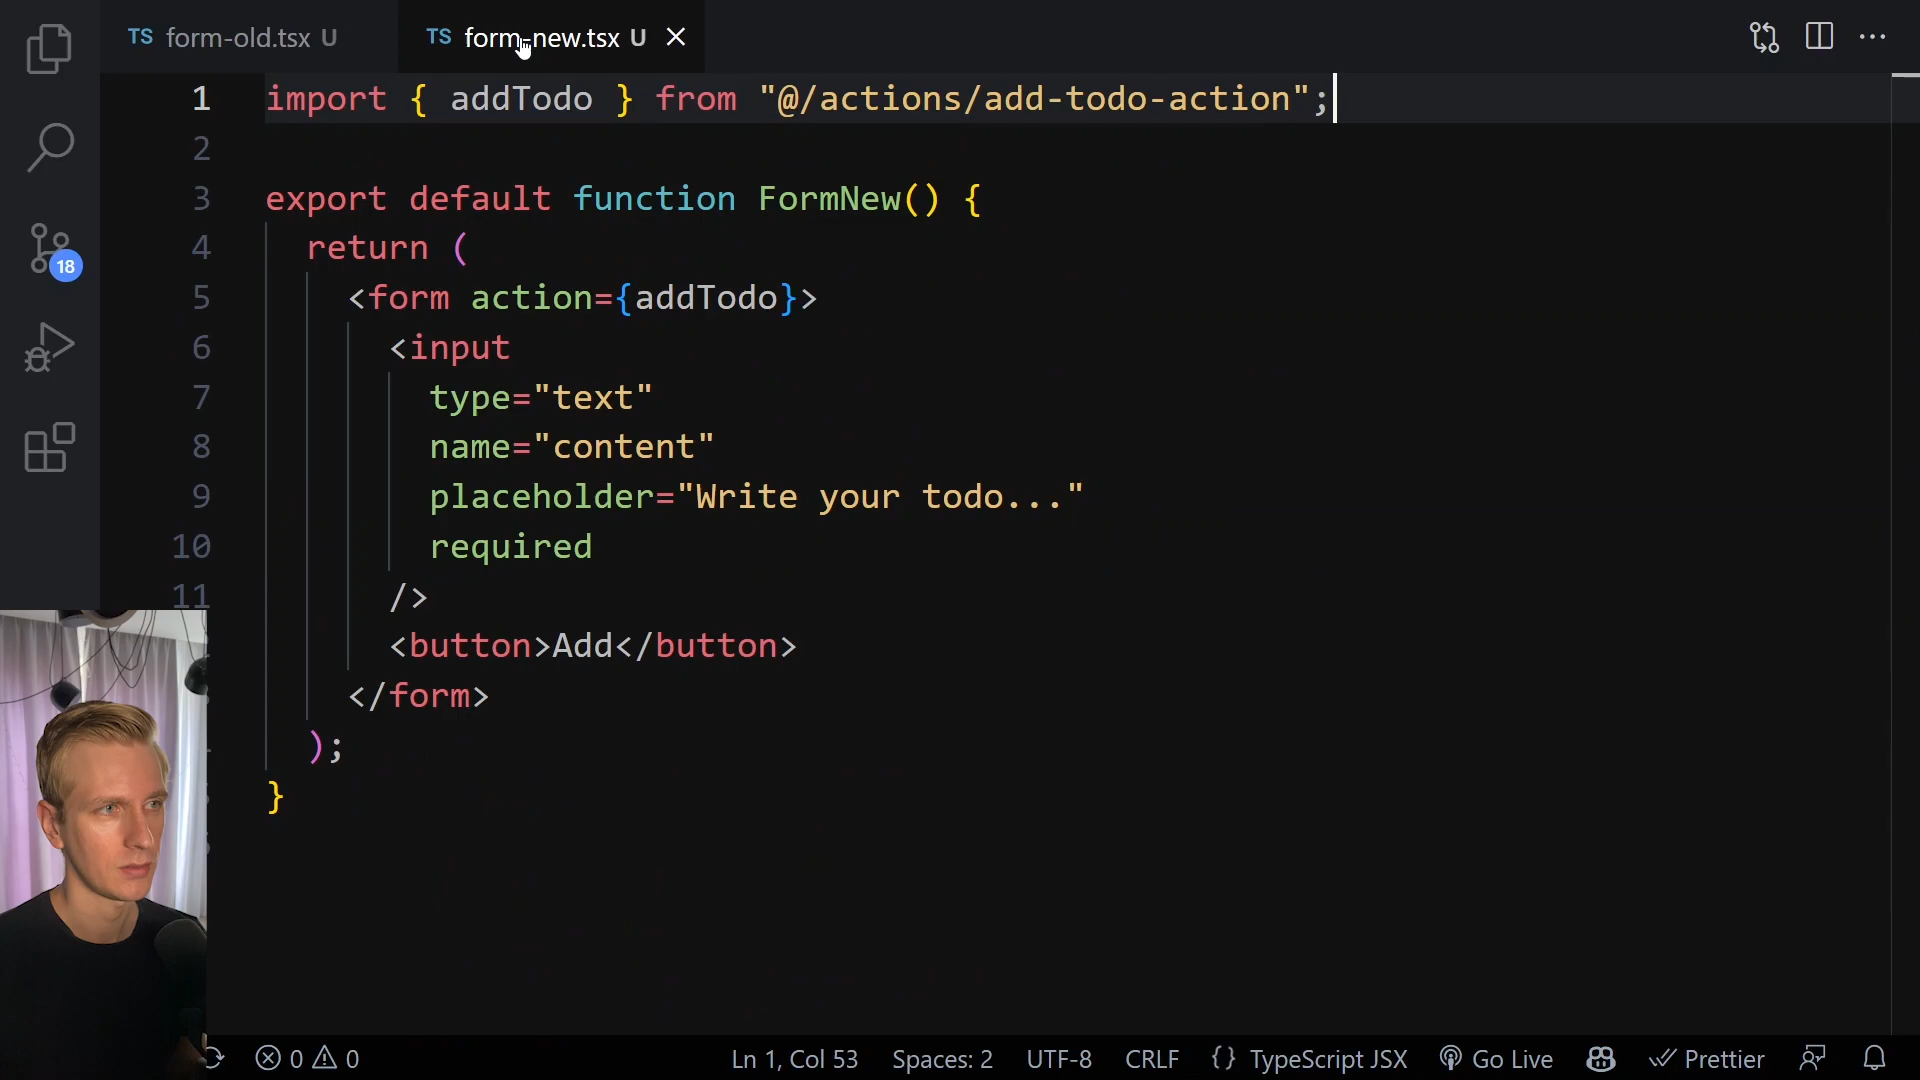 TS form-old.tsx U
TS form-new.tsx U
1 import { addTodo } from "@/actions/add-todo-action";
2
3 export default function FormNew() {
4 return (
5 <form action={addTodo}>
6 <input
7 type="text"
8 name="content"
9 placeholder="Write your todo..."
10 required
11 />
<button>Add</button>
</form>
);
}
18
0 0
Ln 1, Col 53
Spaces: 2
UTF-8
CRLF
{} TypeScript JSX
Go Live
Prettier